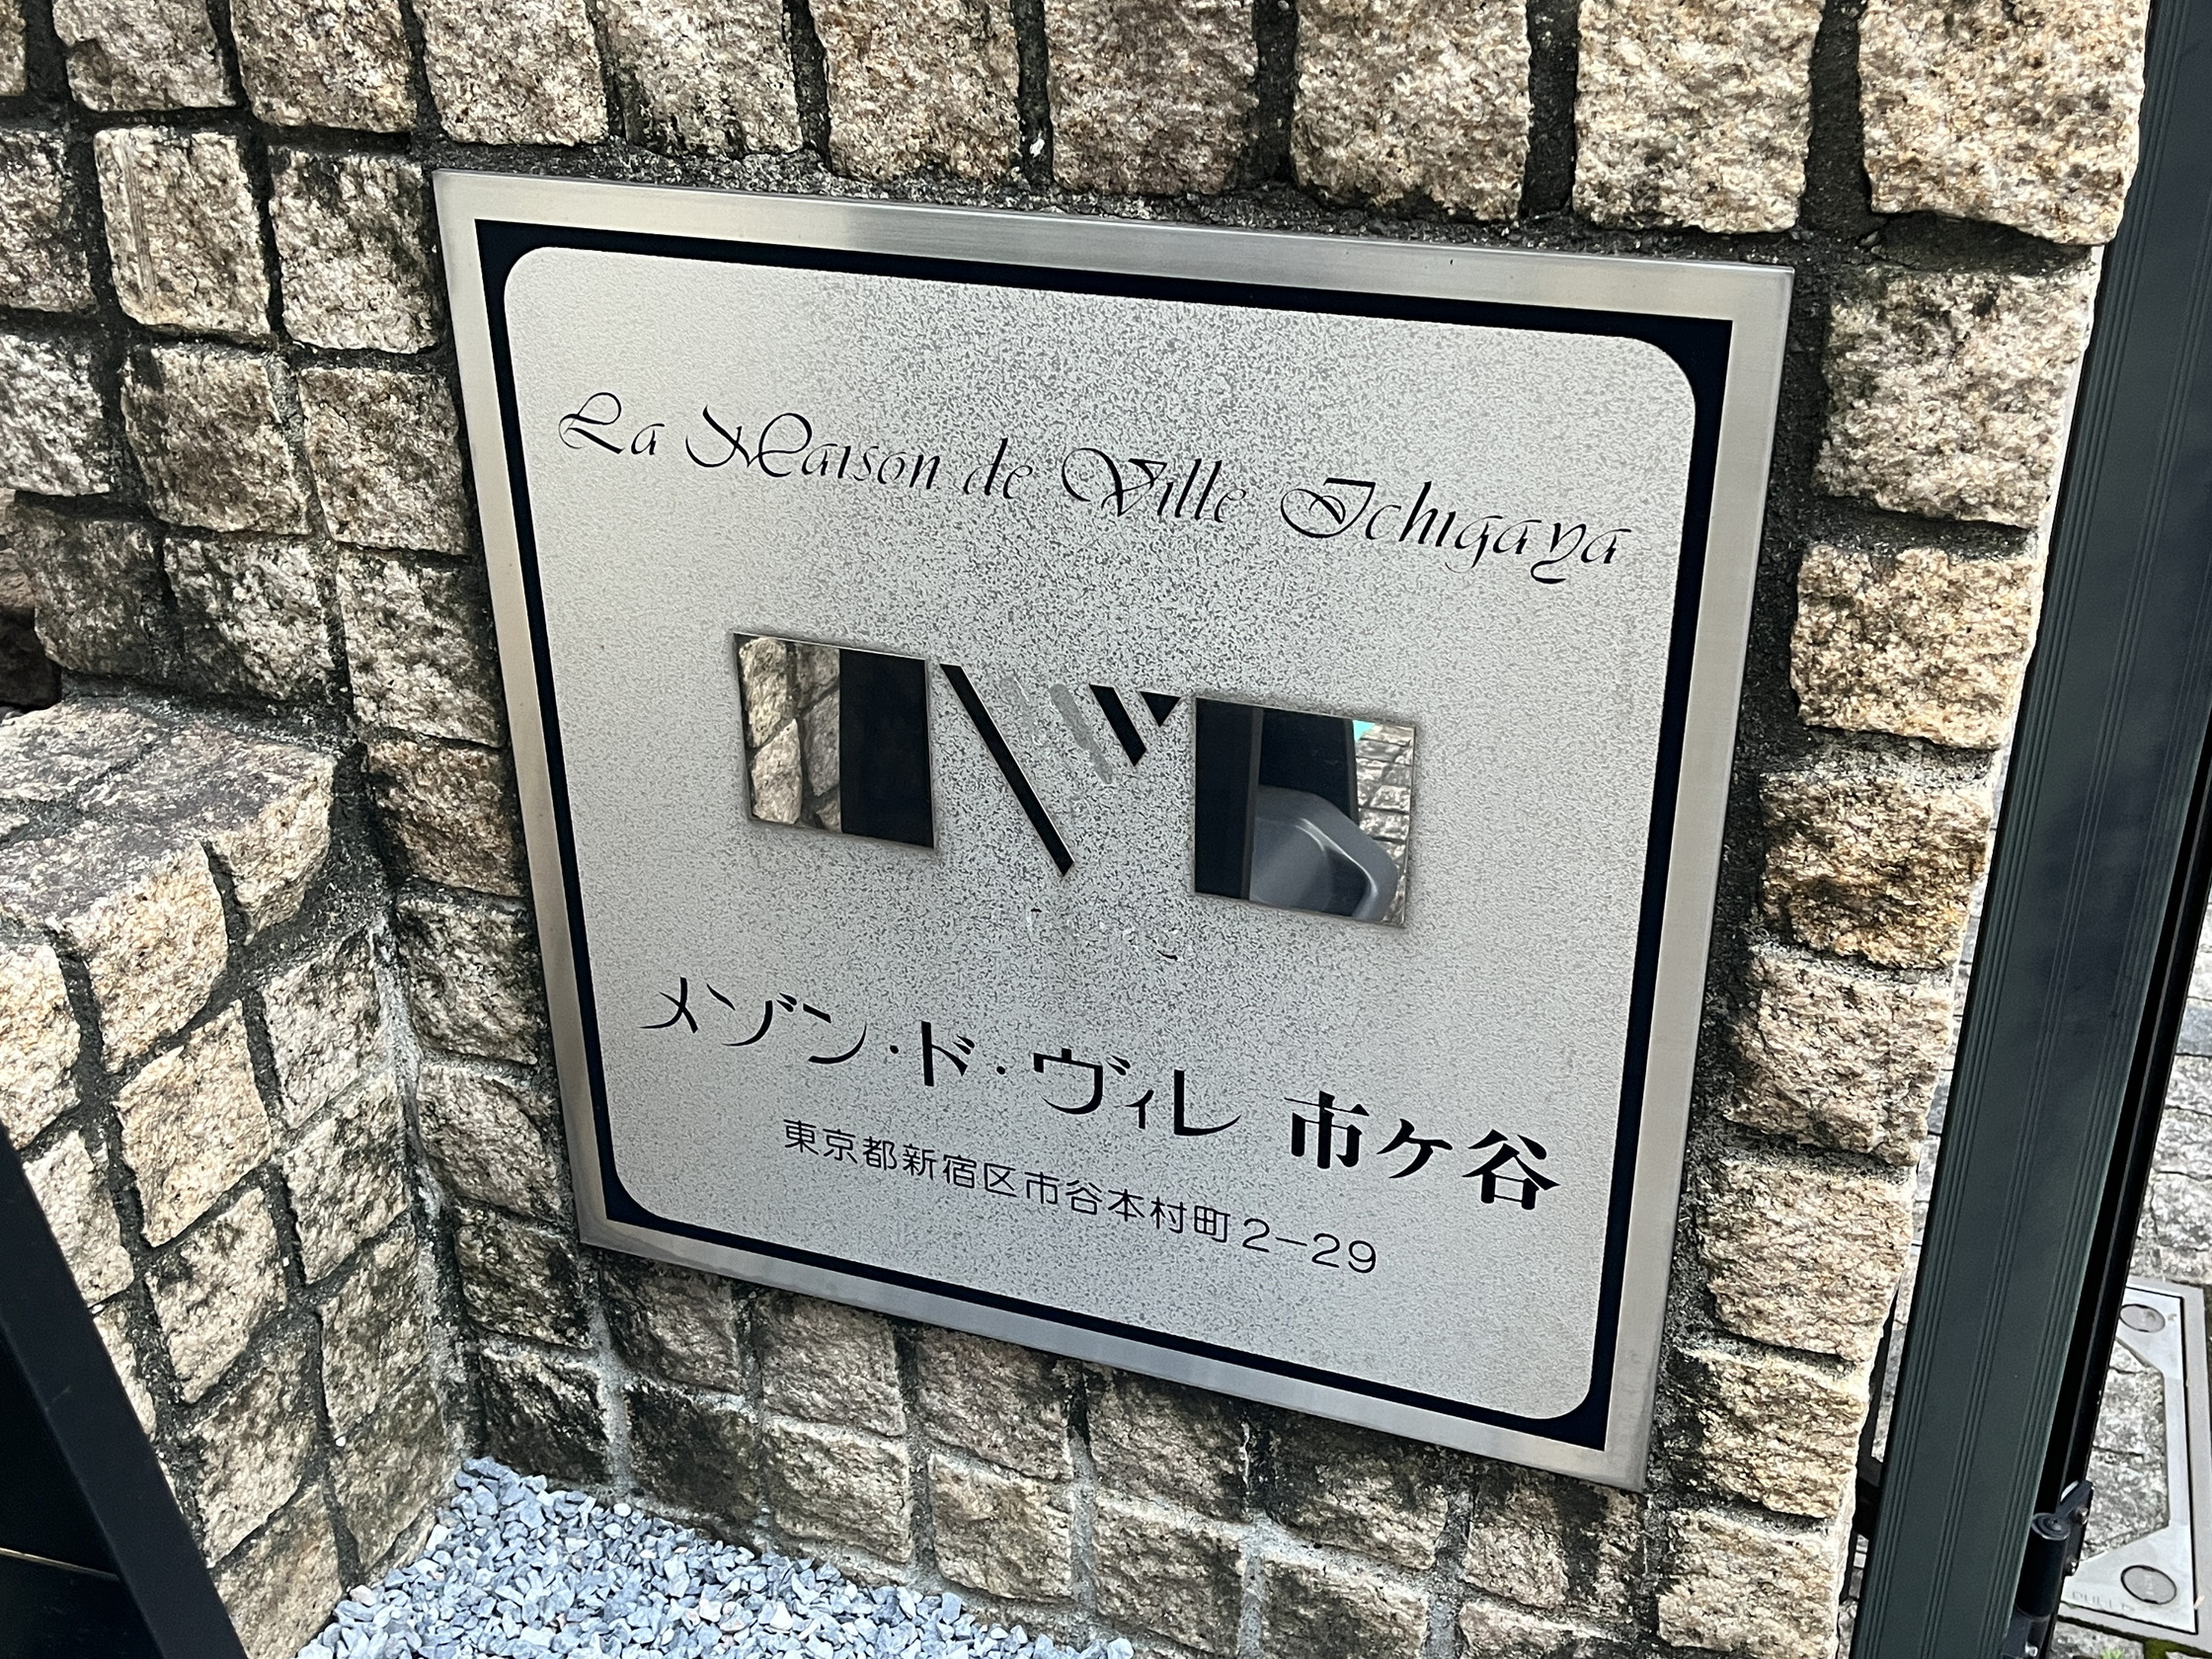 La Maison de Ville Ichigaya
メゾン・ド・ヴィレ 市ケ谷
東京都新宿区市谷本村町2-29